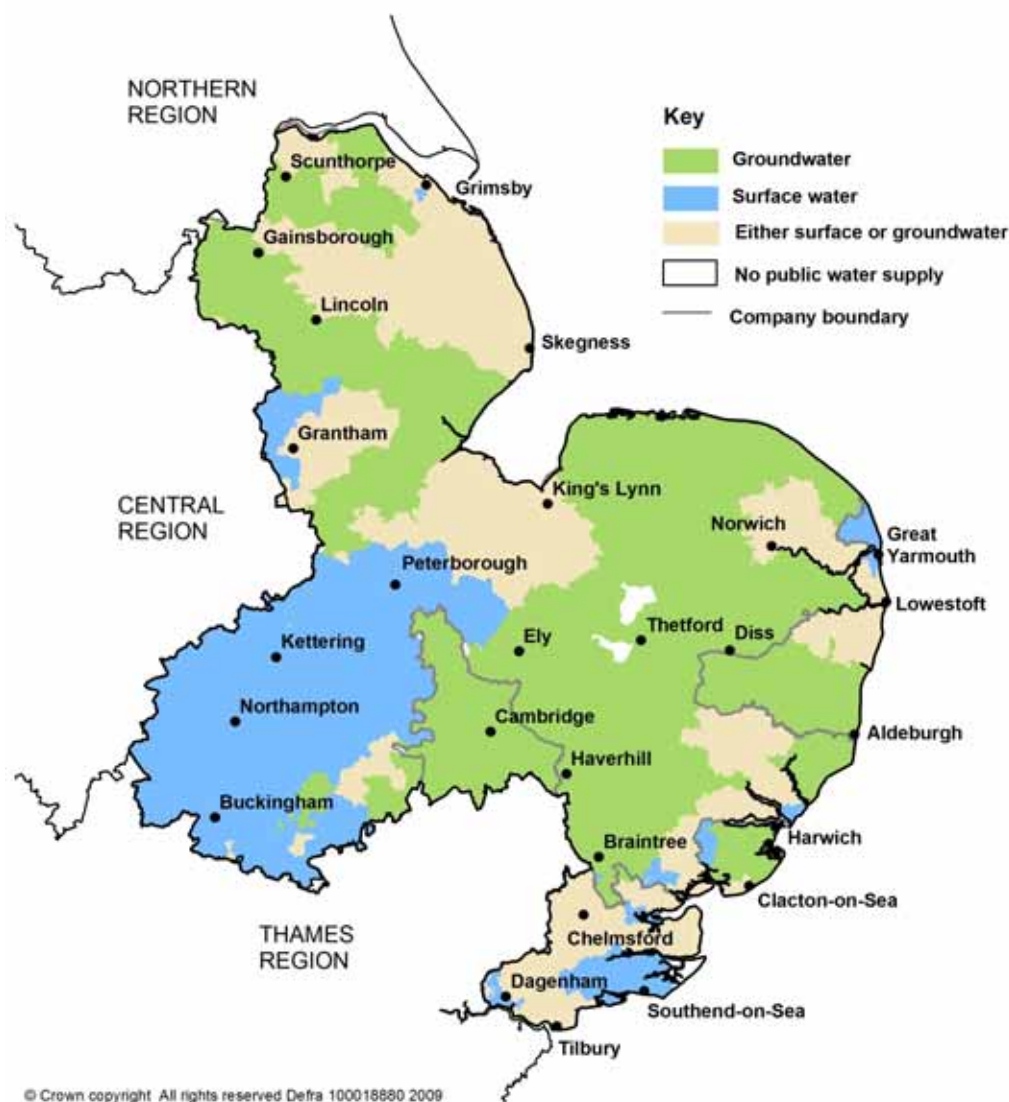 NORTHERN
REGION
Key
Groundwater
Surface water
Either surface or groundwater
No public water supply
Company boundary
Scunthorpe
Grimsby
Gainsborough
Lincoln
Skegness
Grantham
CENTRAL
REGION
King's Lynn
Norwich
Great
Yarmouth
Peterborough
Lowestoft
Thetford
Diss
Ely
Kettering
Northampton
Cambridge
Aldeburgh
Haverhill
Buckingham
Harwich
Braintree
Clacton-on-Sea
THAMES
REGION
Chelmsford
Dagenham
Southend-on-Sea
Tilbury
© Crown copyright All rights reserved Defra 100018880 2009